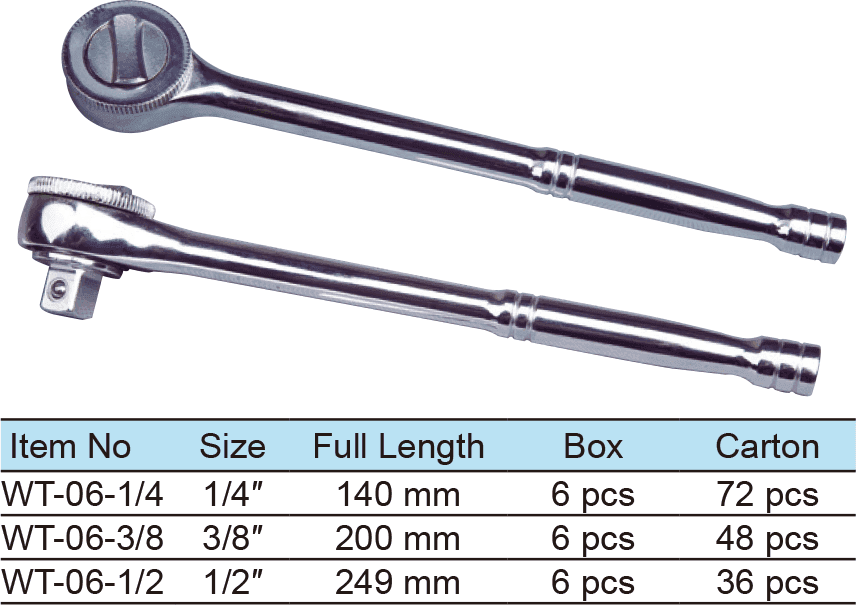 Item No Size Full Length Box Carton
WT-06-1/4 1/4″ 140 mm 6 pcs 72 pcs
WT-06-3/8 3/8″ 200 mm 6 pcs 48 pcs
WT-06-1/2 1/2″ 249 mm 6 pcs 36 pcs